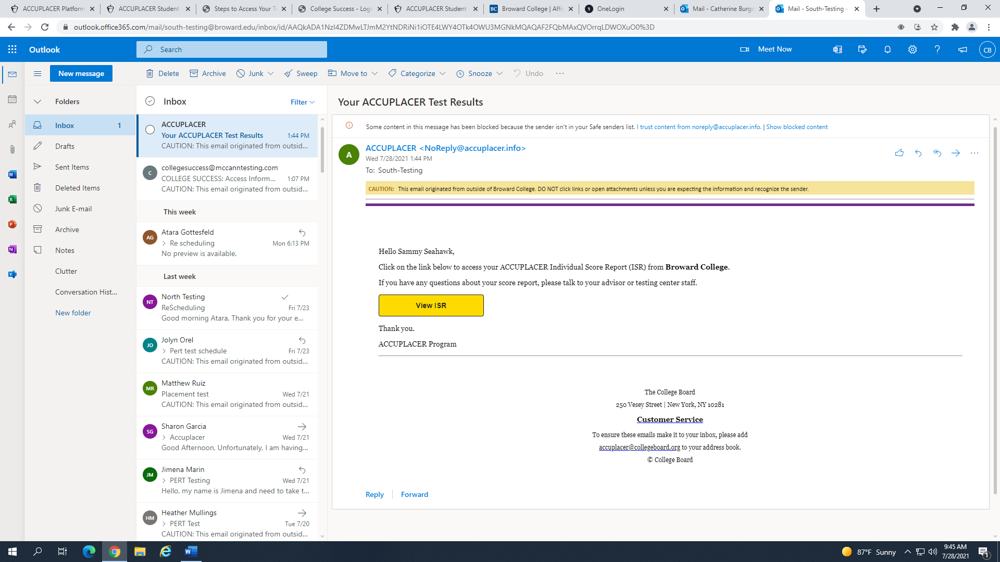 ACCUPLACER Platform
ACCUPLACER Student
Steps to Access Your Te
College Success - Logi
ACCUPLACER Student
Broward College | Affo
OneLogin
Mail - Catherine Burgo
Mail - South-Testing -
outlook.office365.com/mail/south-testing@broward.edu/inbox/id/AAQkADA1NzI4ZDMwLTJmM2YtNDRiNi1iOTE4LWY4OTk4OWU3MGNkMQAQAF2FQbMAxQVOrrqLDWOXuO0%3D
Outlook
Search
Meet Now
CB
New message
Delete
Archive
Junk
Sweep
Move to
Categorize
Snooze
Undo
Folders
Inbox 1
Drafts
Sent Items
Deleted Items
Junk E-mail
Archive
Notes
Clutter
Conversation Hist...
New folder
Inbox
Filter
ACCUPLACER
Your ACCUPLACER Test Results 1:44 PM
CAUTION: This email originated from outsid...
C
collegesuccess@mccanntesting.com
COLLEGE SUCCESS: Access Inform... 1:07 PM
CAUTION: This email originated from outsid...
This week
AG
Atara Gottesfeld
> Re scheduling Mon 6:13 PM
No preview is available.
Last week
NT
North Testing
ReScheduling Fri 7/23
Good morning Atara, Thank you for your e...
JO
Jolyn Orel
> Pert test schedule Fri 7/23
CAUTION: This email originated from outsid...
MR
Matthew Ruiz
Placement test Wed 7/21
CAUTION: This email originated from outsid...
SG
Sharon Garcia
> Accuplacer Wed 7/21
Good Afternoon, Unfortunately, I am having...
JM
Jimena Marin
> PERT Testing Wed 7/21
Hello, my name is Jimena and need to take t...
HM
Heather Mullings
> PERT Test Tue 7/20
CAUTION: This email originated from outsid...
Your ACCUPLACER Test Results
Some content in this message has been blocked because the sender isn't in your Safe senders list. I trust content from noreply@accuplacer.info. | Show blocked content
A
ACCUPLACER <NoReply@accuplacer.info>
Wed 7/28/2021 1:44 PM
To: South-Testing
CAUTION: This email originated from outside of Broward College. DO NOT click links or open attachments unless you are expecting the information and recognize the sender.
Hello Sammy Seahawk,
Click on the link below to access your ACCUPLACER Individual Score Report (ISR) from Broward College.
If you have any questions about your score report, please talk to your advisor or testing center staff.
View ISR
Thank you.
ACCUPLACER Program
The College Board
250 Vesey Street | New York, NY 10281
Customer Service
To ensure these emails make it to your inbox, please add
accuplacer@collegeboard.org to your address book.
© College Board
Reply
Forward
87°F Sunny
9:45 AM
7/28/2021
1